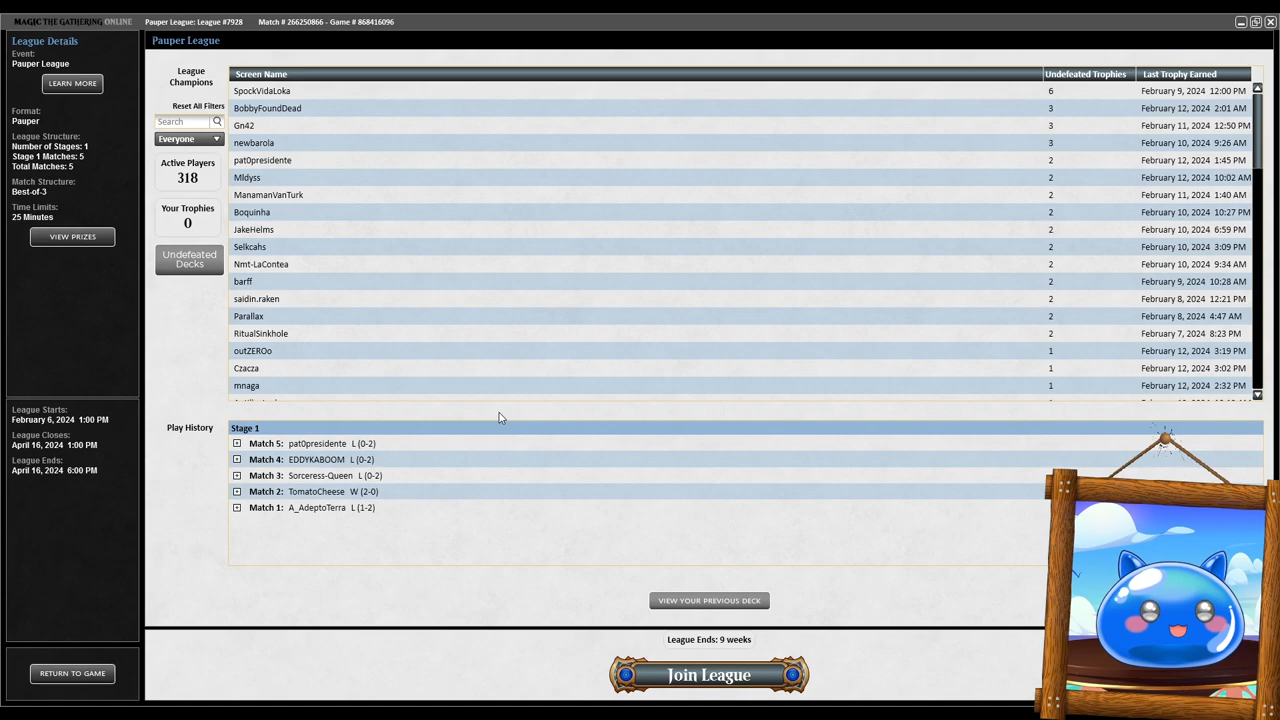 MAGIC THE GATHERING ONLINE
Pauper League: League #7928
Match # 266250866 - Game # 868416096
League Details
Event:
Pauper League
LEARN MORE
Format:
Pauper
League Structure:
Number of Stages: 1
Stage 1 Matches: 5
Total Matches: 5
Match Structure:
Best-of-3
Time Limits:
25 Minutes
VIEW PRIZES
League Starts:
February 6, 2024 1:00 PM
League Closes:
April 16, 2024 1:00 PM
League Ends:
April 16, 2024 6:00 PM
RETURN TO GAME
Pauper League
League
Champions
Reset All Filters
Search
Everyone
Active Players
318
Your Trophies
0
Undefeated
Decks
Screen Name Undefeated Trophies Last Trophy Earned
SpockVidaLoka 6 February 9, 2024 12:00 PM
BobbyFoundDead 3 February 12, 2024 2:01 AM
Gn42 3 February 11, 2024 12:50 PM
newbarola 3 February 10, 2024 9:26 AM
pat0presidente 2 February 12, 2024 1:45 PM
Mldyss 2 February 12, 2024 10:02 AM
ManamanVanTurk 2 February 11, 2024 1:40 AM
Boquinha 2 February 10, 2024 10:27 PM
JakeHelms 2 February 10, 2024 6:59 PM
Selkcahs 2 February 10, 2024 3:09 PM
Nmt-LaContea 2 February 10, 2024 9:34 AM
barff 2 February 9, 2024 10:28 AM
saidin.raken 2 February 8, 2024 12:21 PM
Parallax 2 February 8, 2024 4:47 AM
RitualSinkhole 2 February 7, 2024 8:23 PM
outZEROo 1 February 12, 2024 3:19 PM
Czacza 1 February 12, 2024 3:02 PM
mnaga 1 February 12, 2024 2:32 PM
Play History
Stage 1
Match 5: pat0presidente L (0-2)
Match 4: EDDYKABOOM L (0-2)
Match 3: Sorceress-Queen L (0-2)
Match 2: TomatoCheese W (2-0)
Match 1: A_AdeptoTerra L (1-2)
VIEW YOUR PREVIOUS DECK
League Ends: 9 weeks
Join League